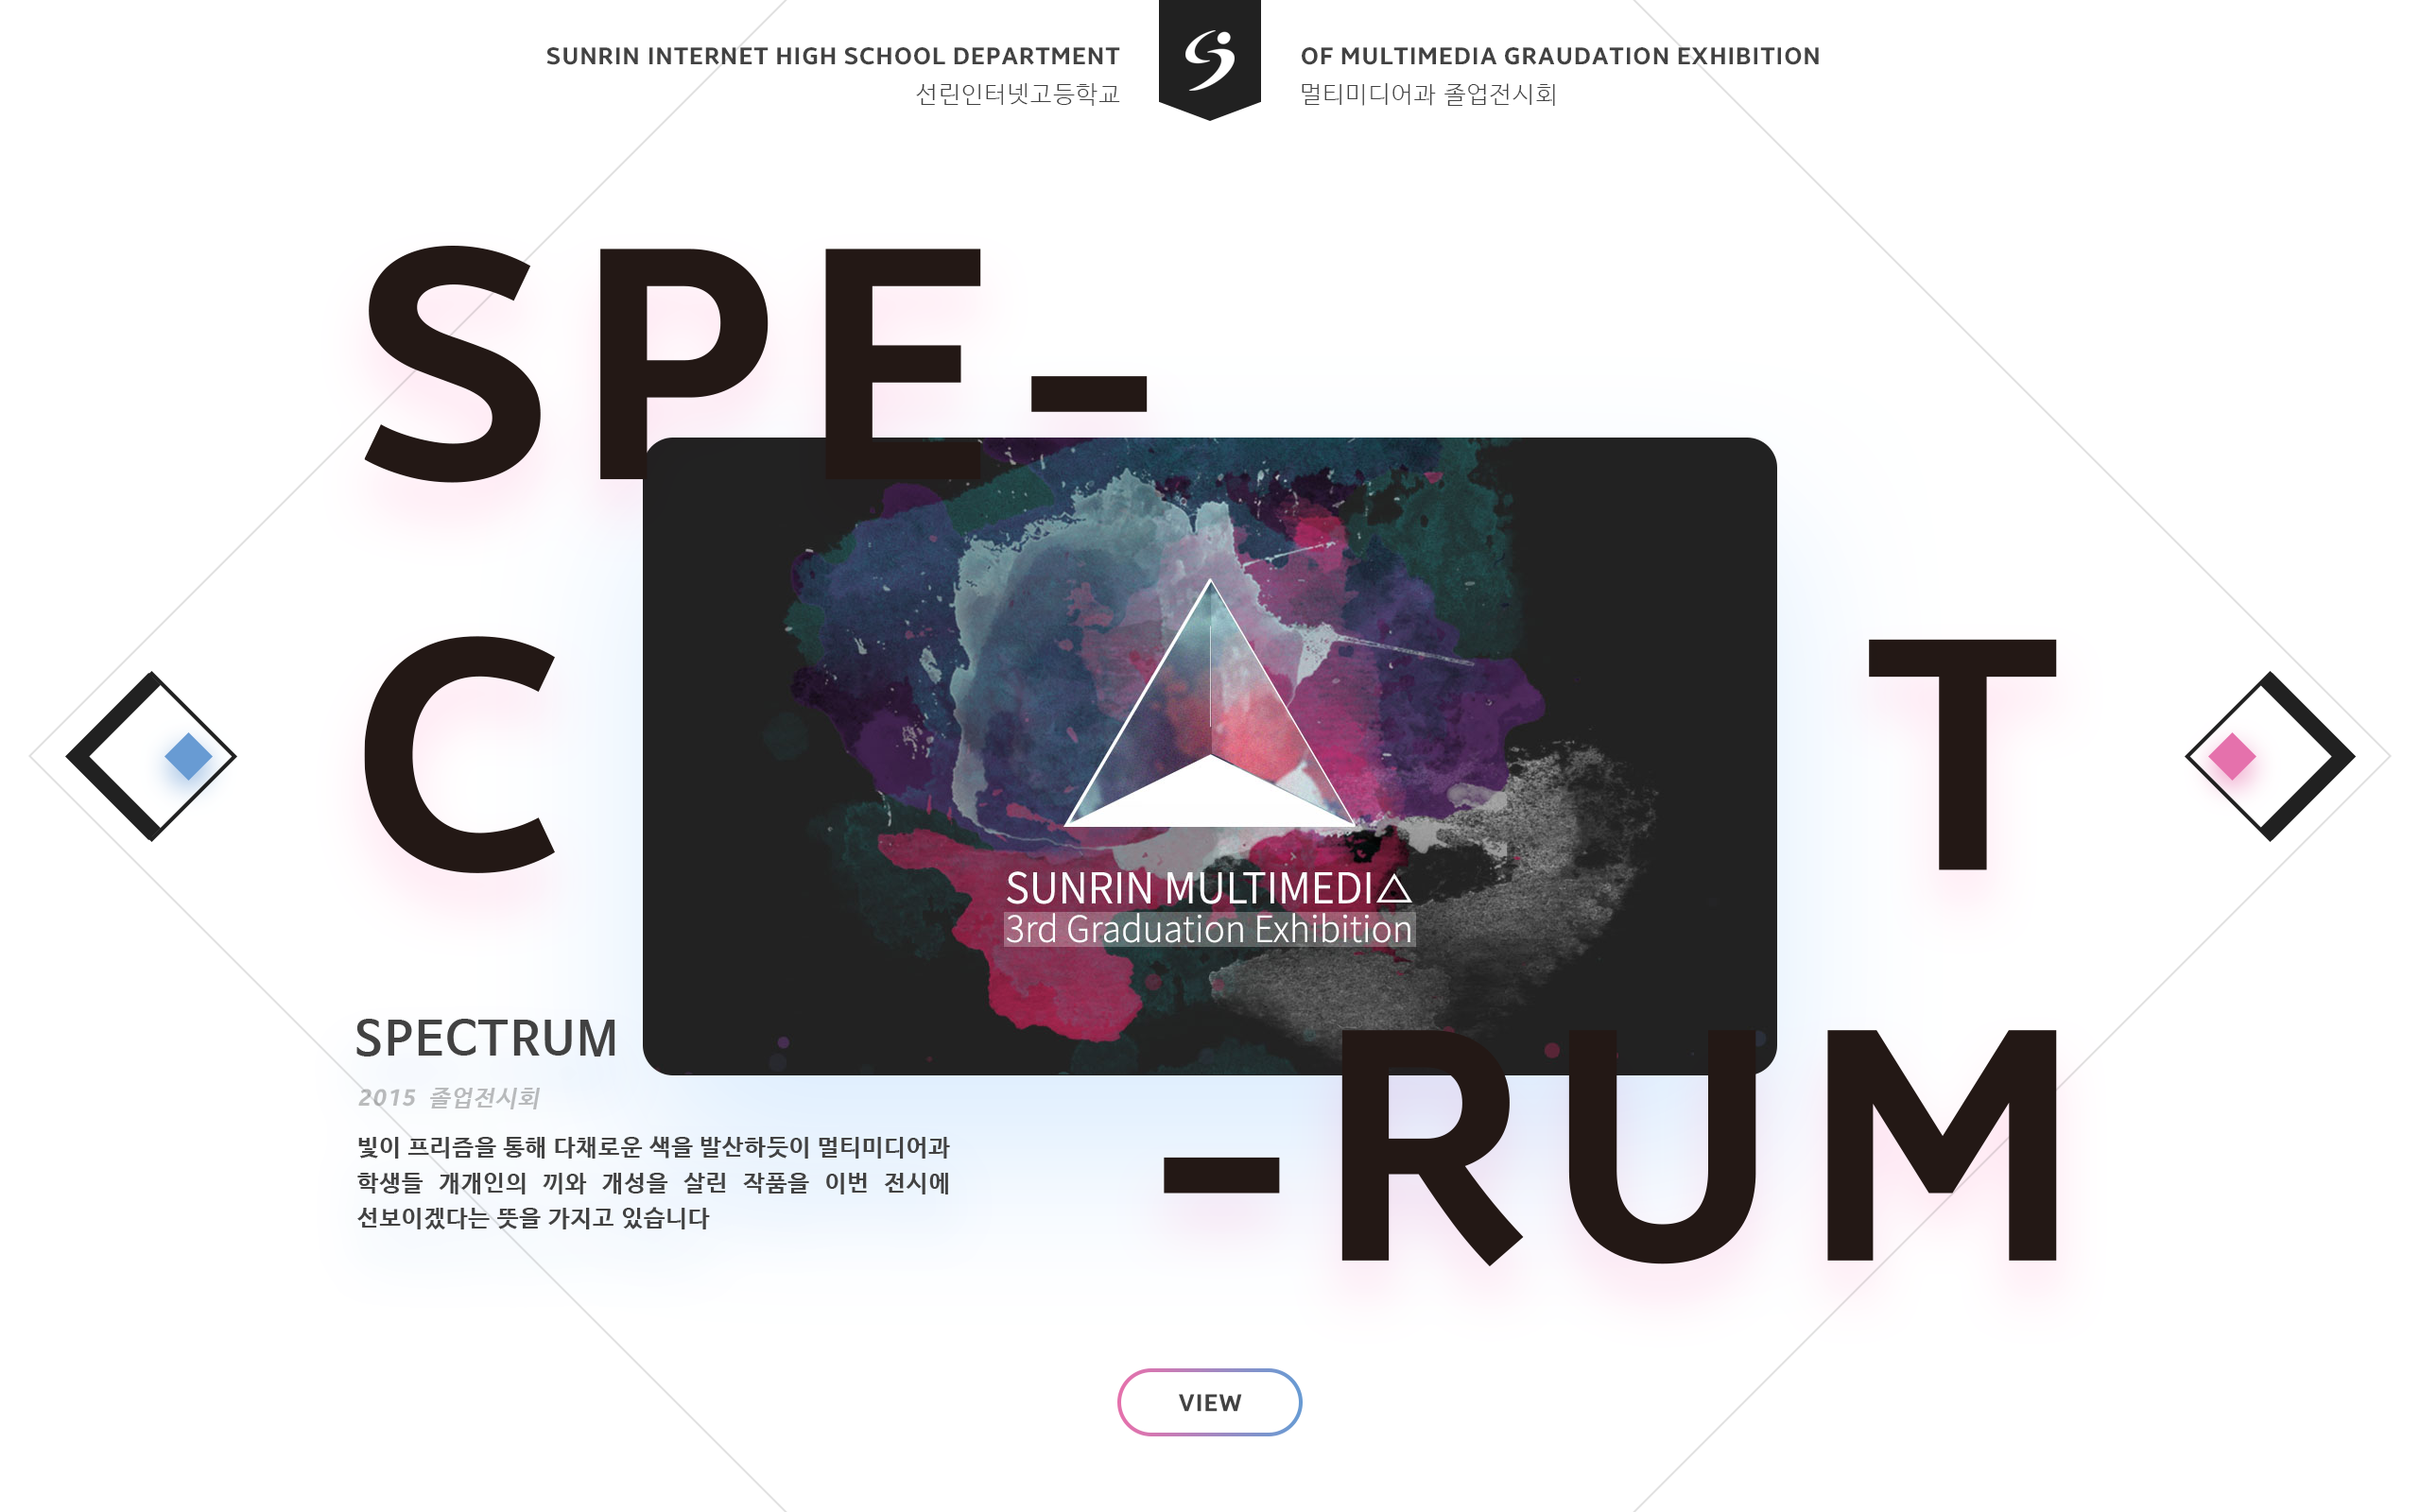 SUNRIN INTERNET HIGH SCHOOL DEPARTMENT
선린인터넷고등학교
OF MULTIMEDIA GRAUDATION EXHIBITION
멀티미디어과 졸업전시회
SPE-
C
T
SUNRIN MULTIMEDI△
3rd Graduation Exhibition
-RUM
SPECTRUM
2015 졸업전시회
빛이 프리즘을 통해 다채로운 색을 발산하듯이 멀티미디어과
학생들 개개인의 끼와 개성을 살린 작품을 이번 전시에
선보이겠다는 뜻을 가지고 있습니다
VIEW